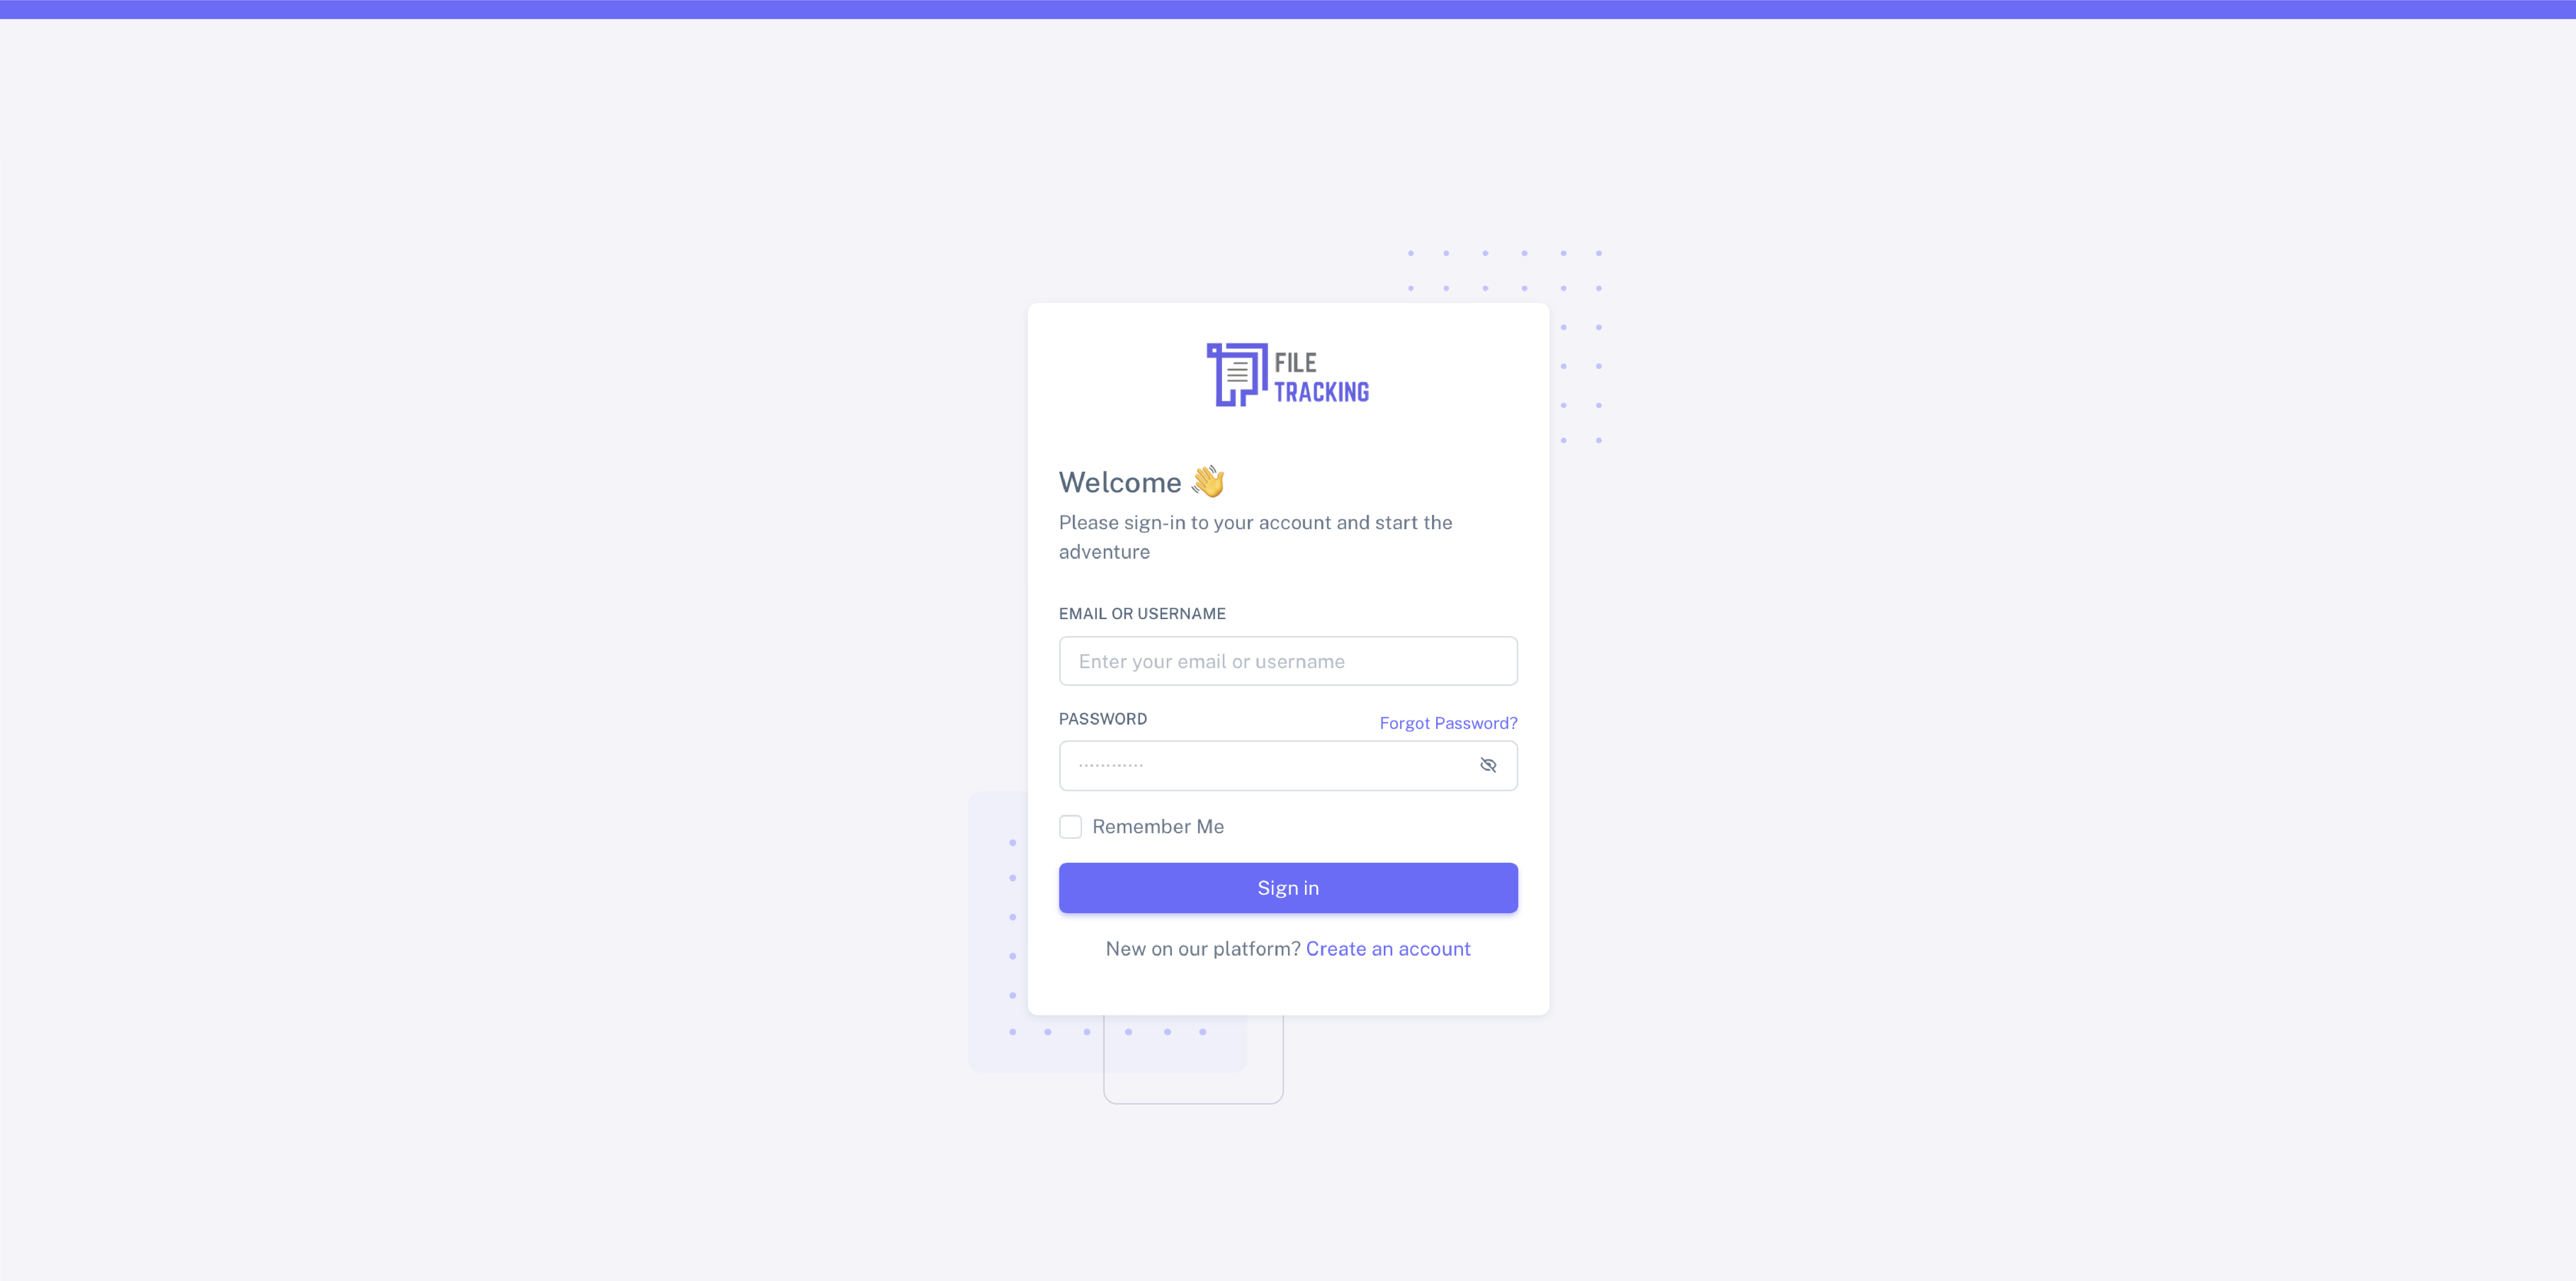 FILE
TRACKING
Welcome 👋
Please sign-in to your account and start the
adventure
EMAIL OR USERNAME
Enter your email or username
PASSWORD
Forgot Password?
············
Remember Me
Sign in
New on our platform? Create an account